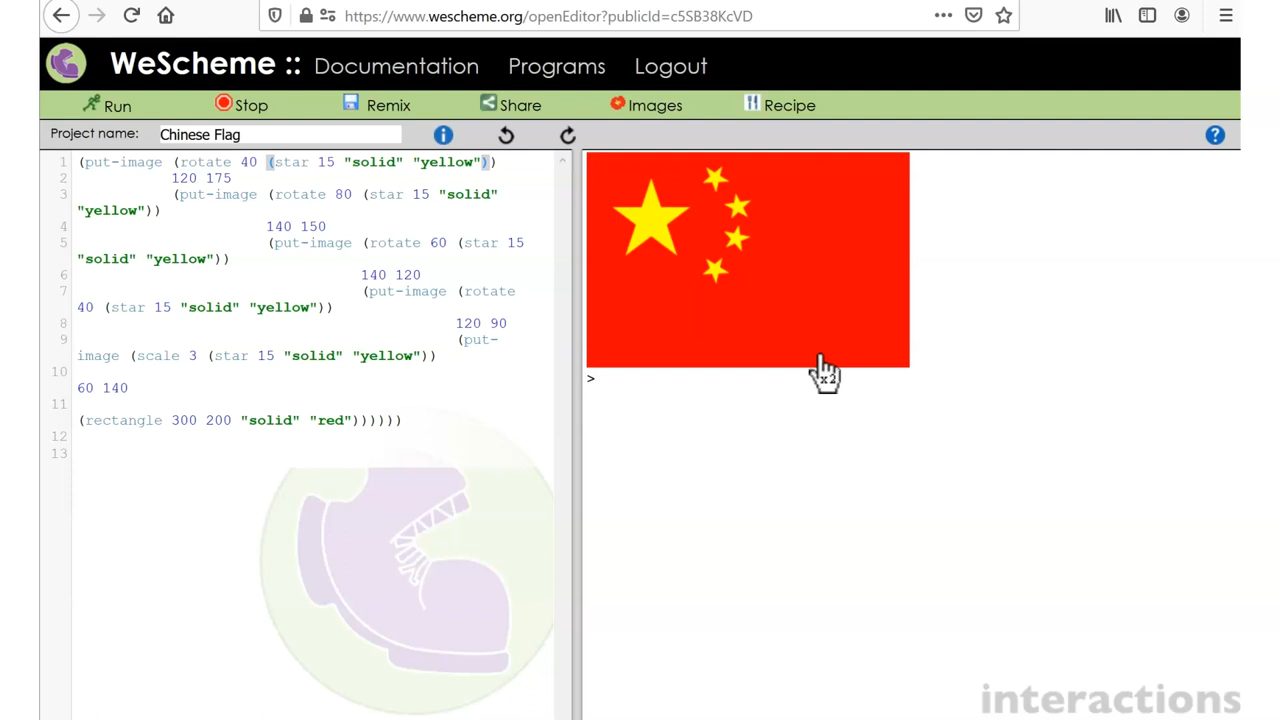 https://www.wescheme.org/openEditor?publicId=c5SB38KcVD
WeScheme :: Documentation Programs Logout
Run Stop Remix Share Images Recipe
Project name: Chinese Flag
1 (put-image (rotate 40 (star 15 "solid" "yellow"))
2 120 175
3 (put-image (rotate 80 (star 15 "solid"
"yellow"))
4 140 150
5 (put-image (rotate 60 (star 15
"solid" "yellow"))
6 140 120
7 (put-image (rotate
40 (star 15 "solid" "yellow"))
8 120 90
9 (put-
image (scale 3 (star 15 "solid" "yellow"))
10
60 140
11
(rectangle 300 200 "solid" "red"))))))
12
13
>
x2
interactions